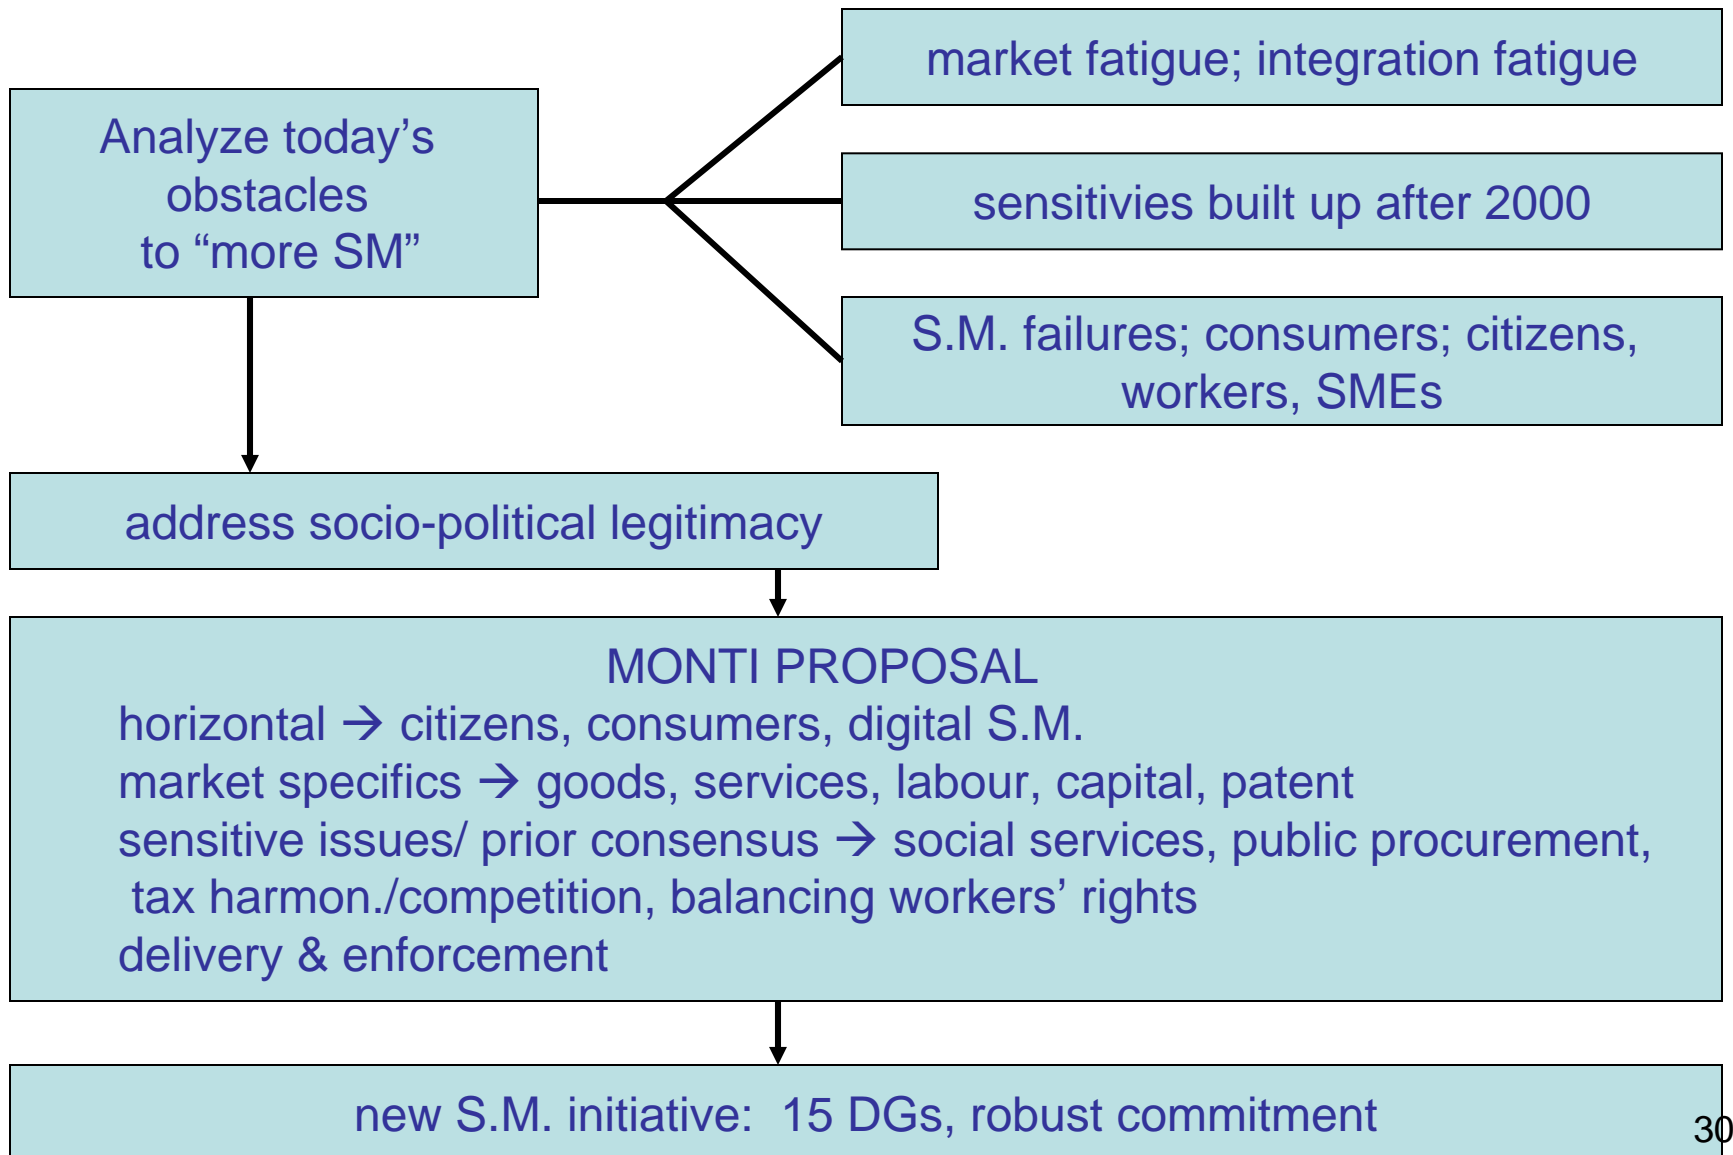 Analyze today’s
obstacles
to “more SM”
market fatigue; integration fatigue
sensitivies built up after 2000
S.M. failures; consumers; citizens,
workers, SMEs
address socio-political legitimacy
MONTI PROPOSAL
horizontal → citizens, consumers, digital S.M.
market specifics → goods, services, labour, capital, patent
sensitive issues/ prior consensus → social services, public procurement,
tax harmon./competition, balancing workers’ rights
delivery & enforcement
new S.M. initiative: 15 DGs, robust commitment
30